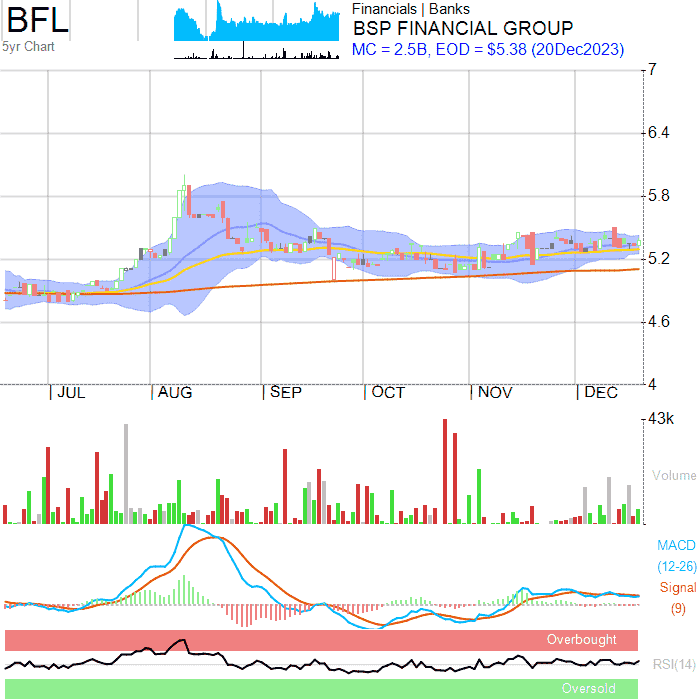 BFL
5yr Chart
Financials | Banks
BSP FINANCIAL GROUP
MC = 2.5B, EOD = $5.38 (20Dec2023)
7
6.4
5.8
5.2
4.6
4
JUL AUG SEP OCT NOV DEC
43k
Volume
MACD
(12-26)
Signal
(9)
Overbought
RSI(14)
Oversold